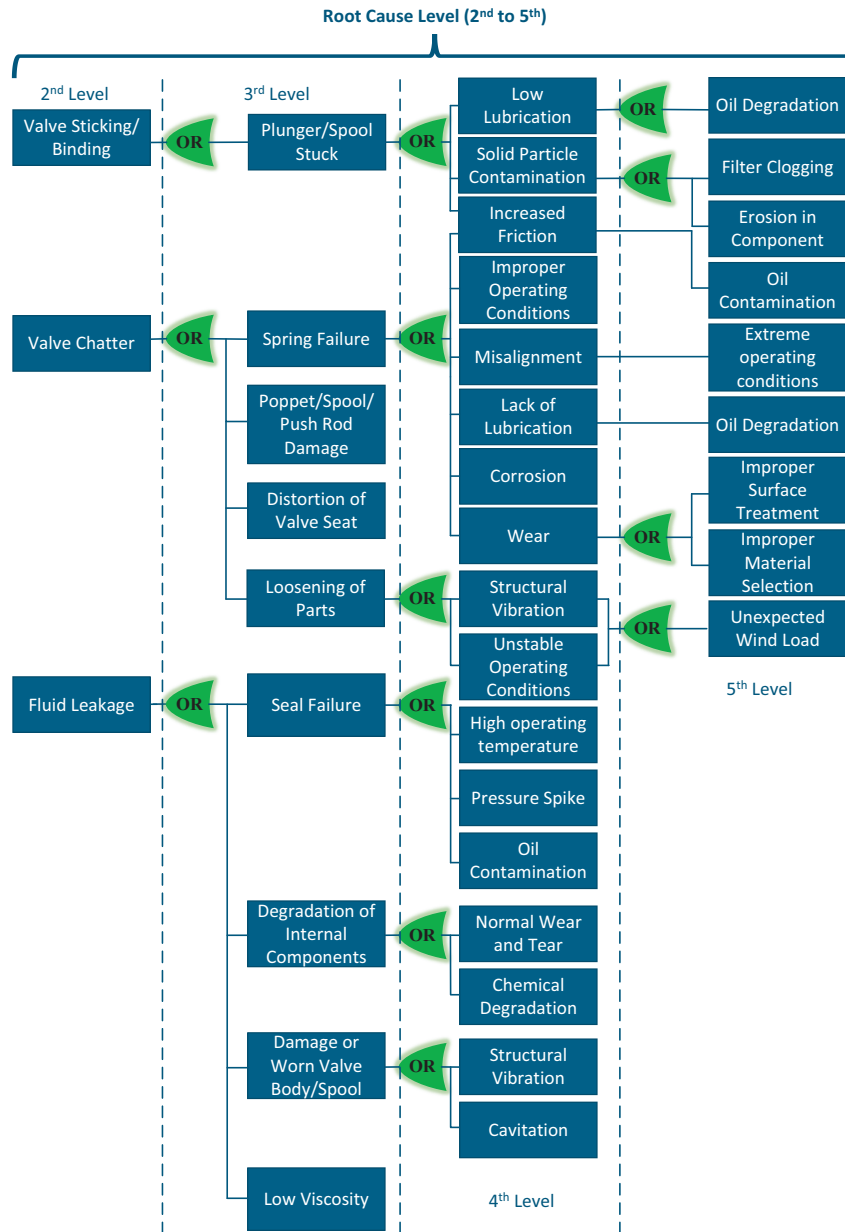 Root Cause Level (2nd to 5th)
2nd Level
3rd Level
Valve Sticking/
Binding
OR
Plunger/Spool
Stuck
OR
Low
Lubrication
OR
Oil Degradation
Solid Particle
Contamination
OR
Filter Clogging
Erosion in
Component
Increased
Friction
Oil
Contamination
Improper
Operating
Conditions
Valve Chatter
OR
Spring Failure
OR
Misalignment
Extreme
operating
conditions
Poppet/Spool/
Push Rod
Damage
Lack of
Lubrication
Oil Degradation
Distortion of
Valve Seat
Corrosion
Wear
OR
Improper
Surface
Treatment
Improper
Material
Selection
Loosening of
Parts
OR
Structural
Vibration
Unstable
Operating
Conditions
OR
Unexpected
Wind Load
5th Level
Fluid Leakage
OR
Seal Failure
OR
High operating
temperature
Pressure Spike
Oil
Contamination
Degradation of
Internal
Components
OR
Normal Wear
and Tear
Chemical
Degradation
Damage or
Worn Valve
Body/Spool
OR
Structural
Vibration
Cavitation
Low Viscosity
4th Level